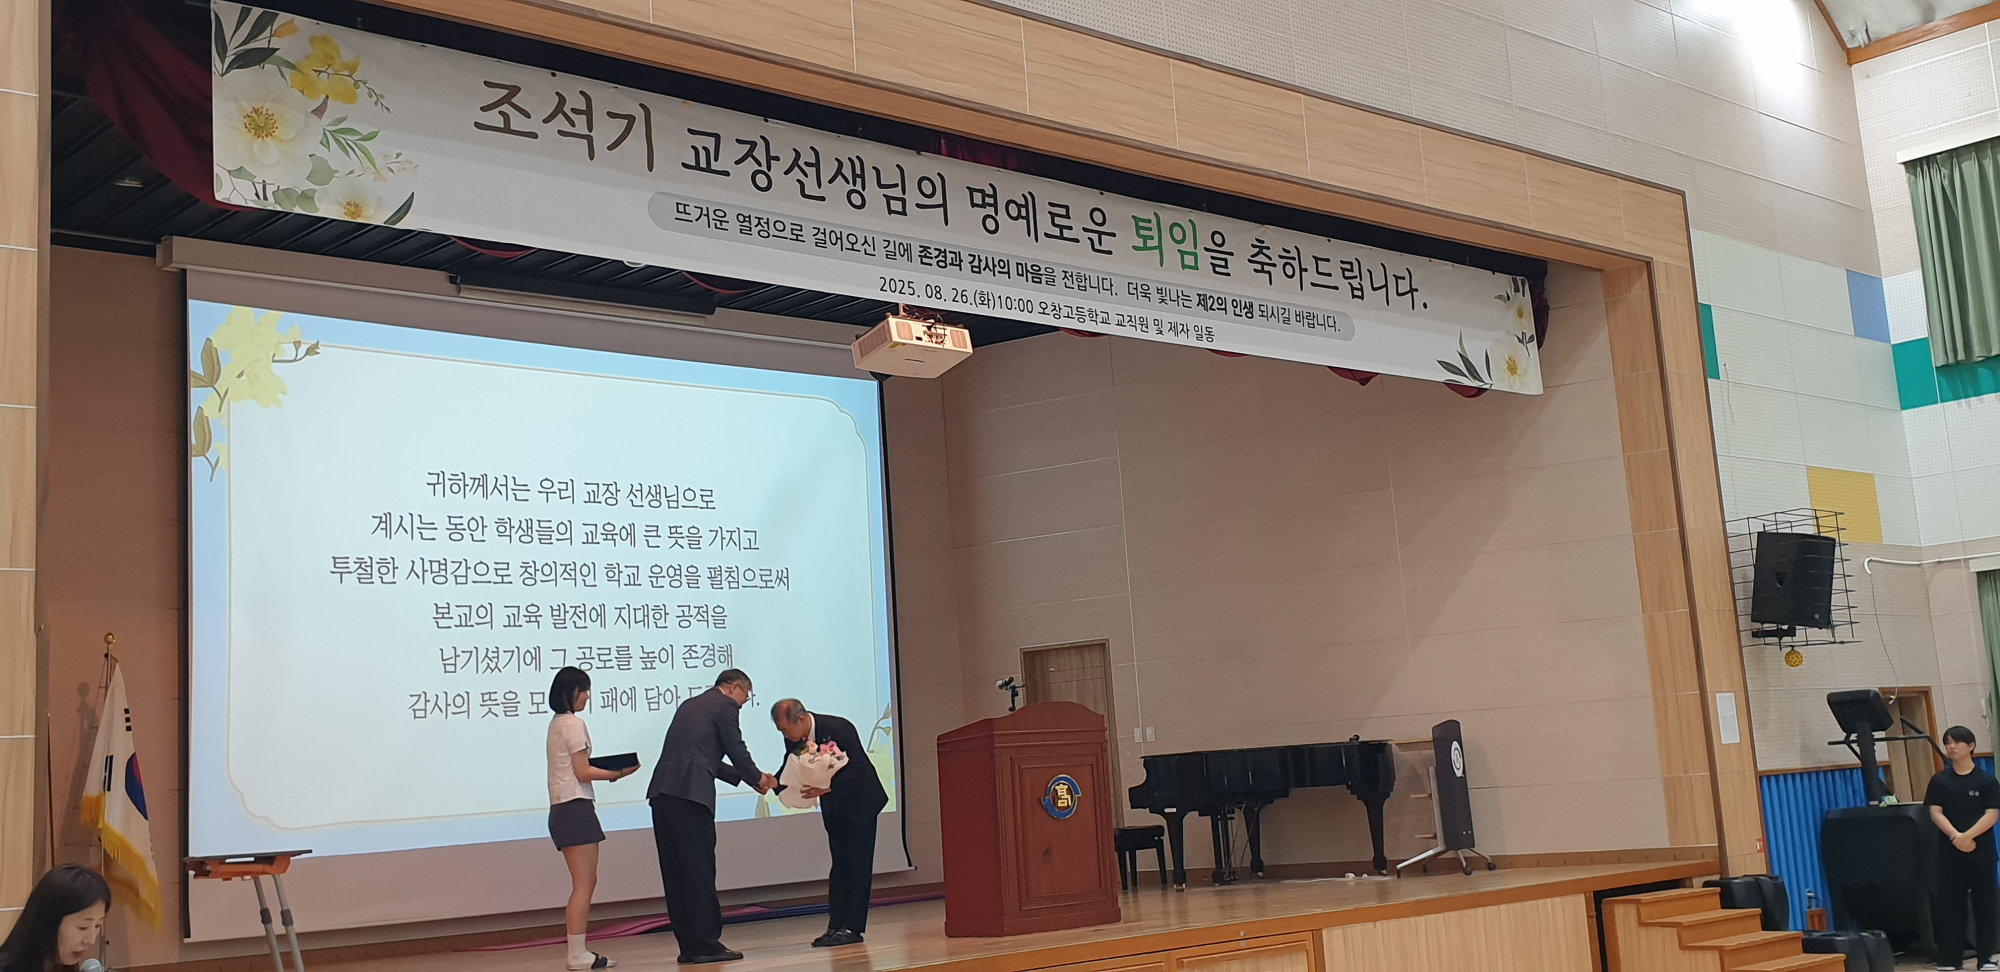 조석기 교장선생님의 명예로운 퇴임을 축하드립니다.
뜨거운 열정으로 걸어오신 길에 존경과 감사의 마음을 전합니다. 더욱 빛나는 제2의 인생 되시길 바랍니다.
2025. 08. 26.(화)10:00 오창고등학교 교직원 및 제자 일동
귀하께서는 우리 교장 선생님으로
계시는 동안 학생들의 교육에 큰 뜻을 가지고
투철한 사명감으로 창의적인 학교 운영을 펼침으로써
본교의 교육 발전에 지대한 공적을
남기셨기에 그 공로를 높이 존경해
감사의 뜻을 패에 담아
高